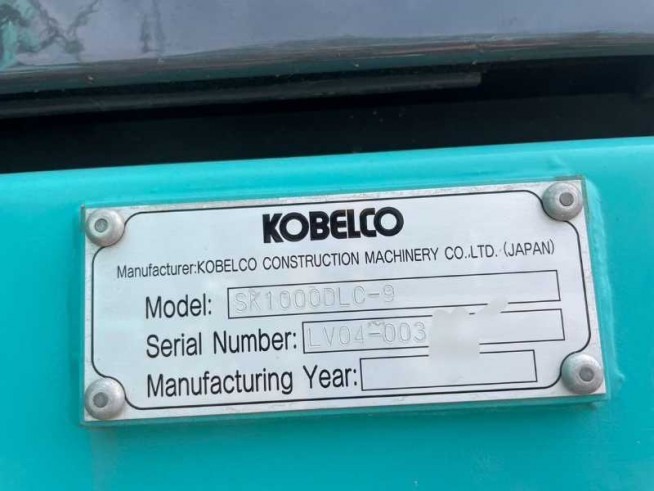 KOBELCO
Manufacturer:KOBELCO CONSTRUCTION MACHINERY CO.,LTD. (JAPAN)
Model: SK1000DLC-9
Serial Number: LV04-003
Manufacturing Year: